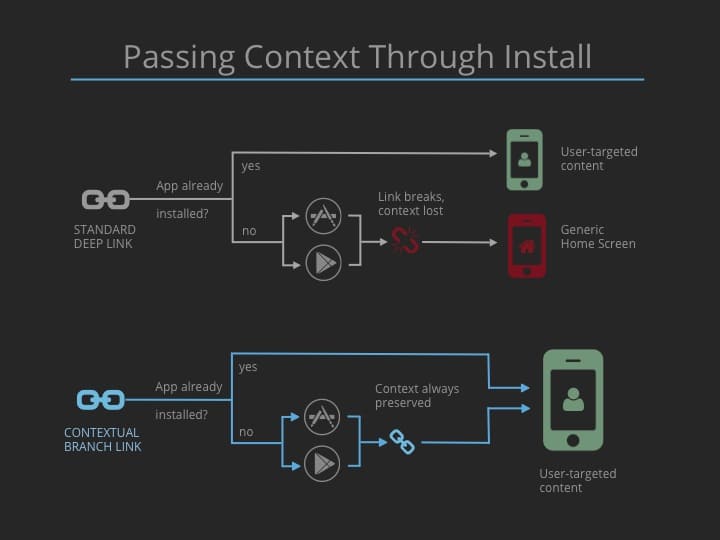 Passing Context Through Install
yes
User-targeted
content
App already
installed?
STANDARD
DEEP LINK
no
Link breaks,
context lost
Generic
Home Screen
yes
App already
installed?
CONTEXTUAL
BRANCH LINK
no
Context always
preserved
User-targeted
content